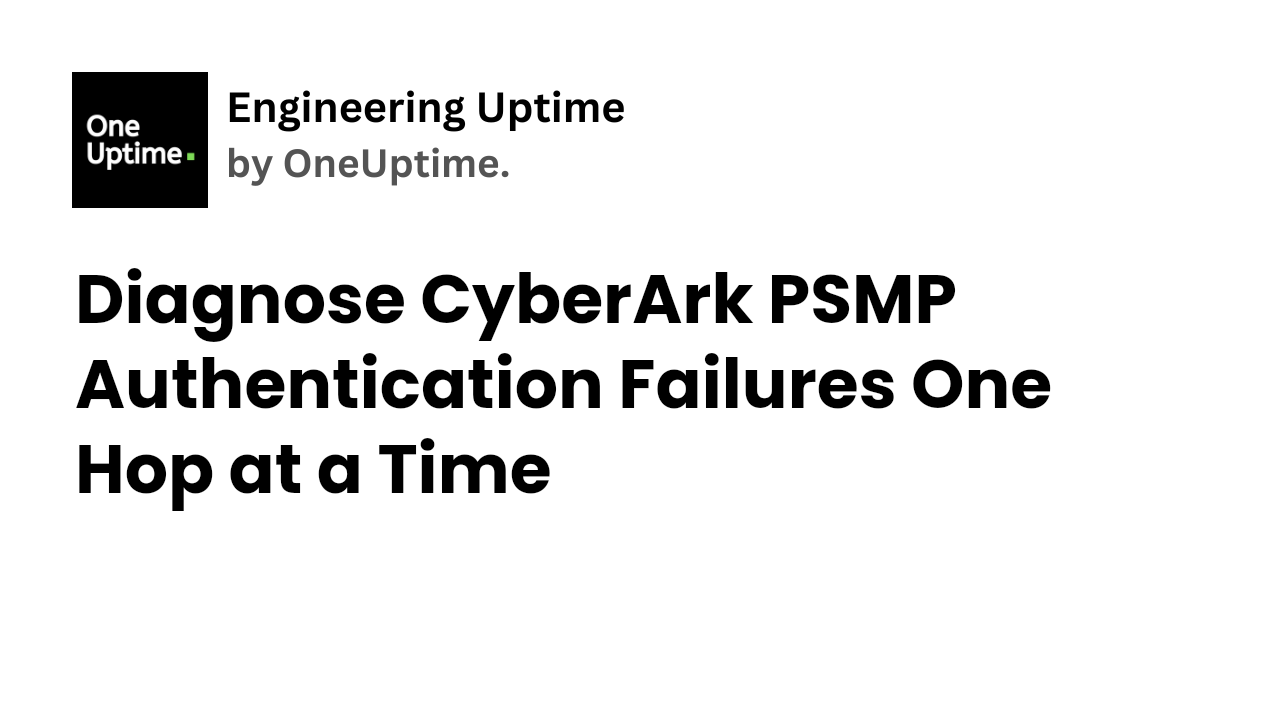 One
Uptime.
Engineering Uptime
by OneUptime.
Diagnose CyberArk PSMP
Authentication Failures One
Hop at a Time